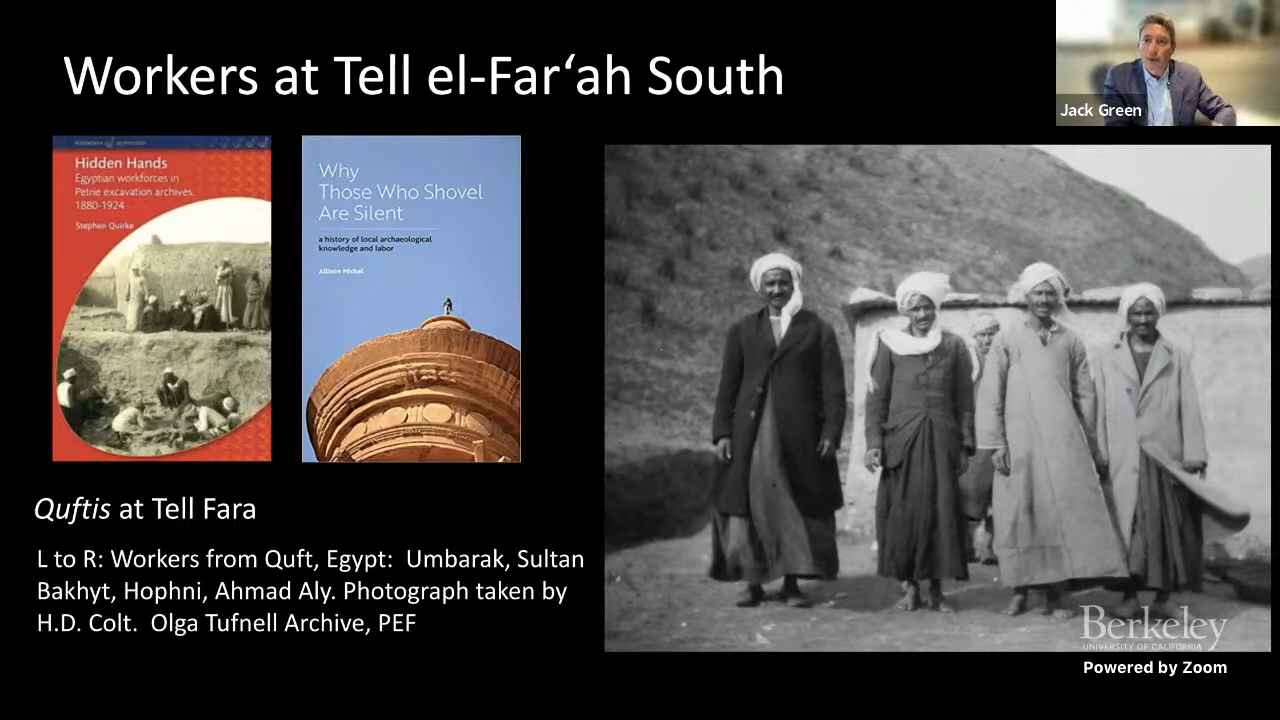 Workers at Tell el-Far‘ah South
Jack Green
Hidden Hands
Egyptian workforces in
Petrie excavation archives,
1880-1924
Stephen Quirke
Why
Those Who Shovel
Are Silent
a history of local archaeological
knowledge and labor
Allison Mickel
Quftis at Tell Fara
L to R: Workers from Quft, Egypt:  Umbarak, Sultan
Bakhyt, Hophni, Ahmad Aly. Photograph taken by
H.D. Colt.  Olga Tufnell Archive, PEF
Berkeley
UNIVERSITY OF CALIFORNIA
Powered by Zoom